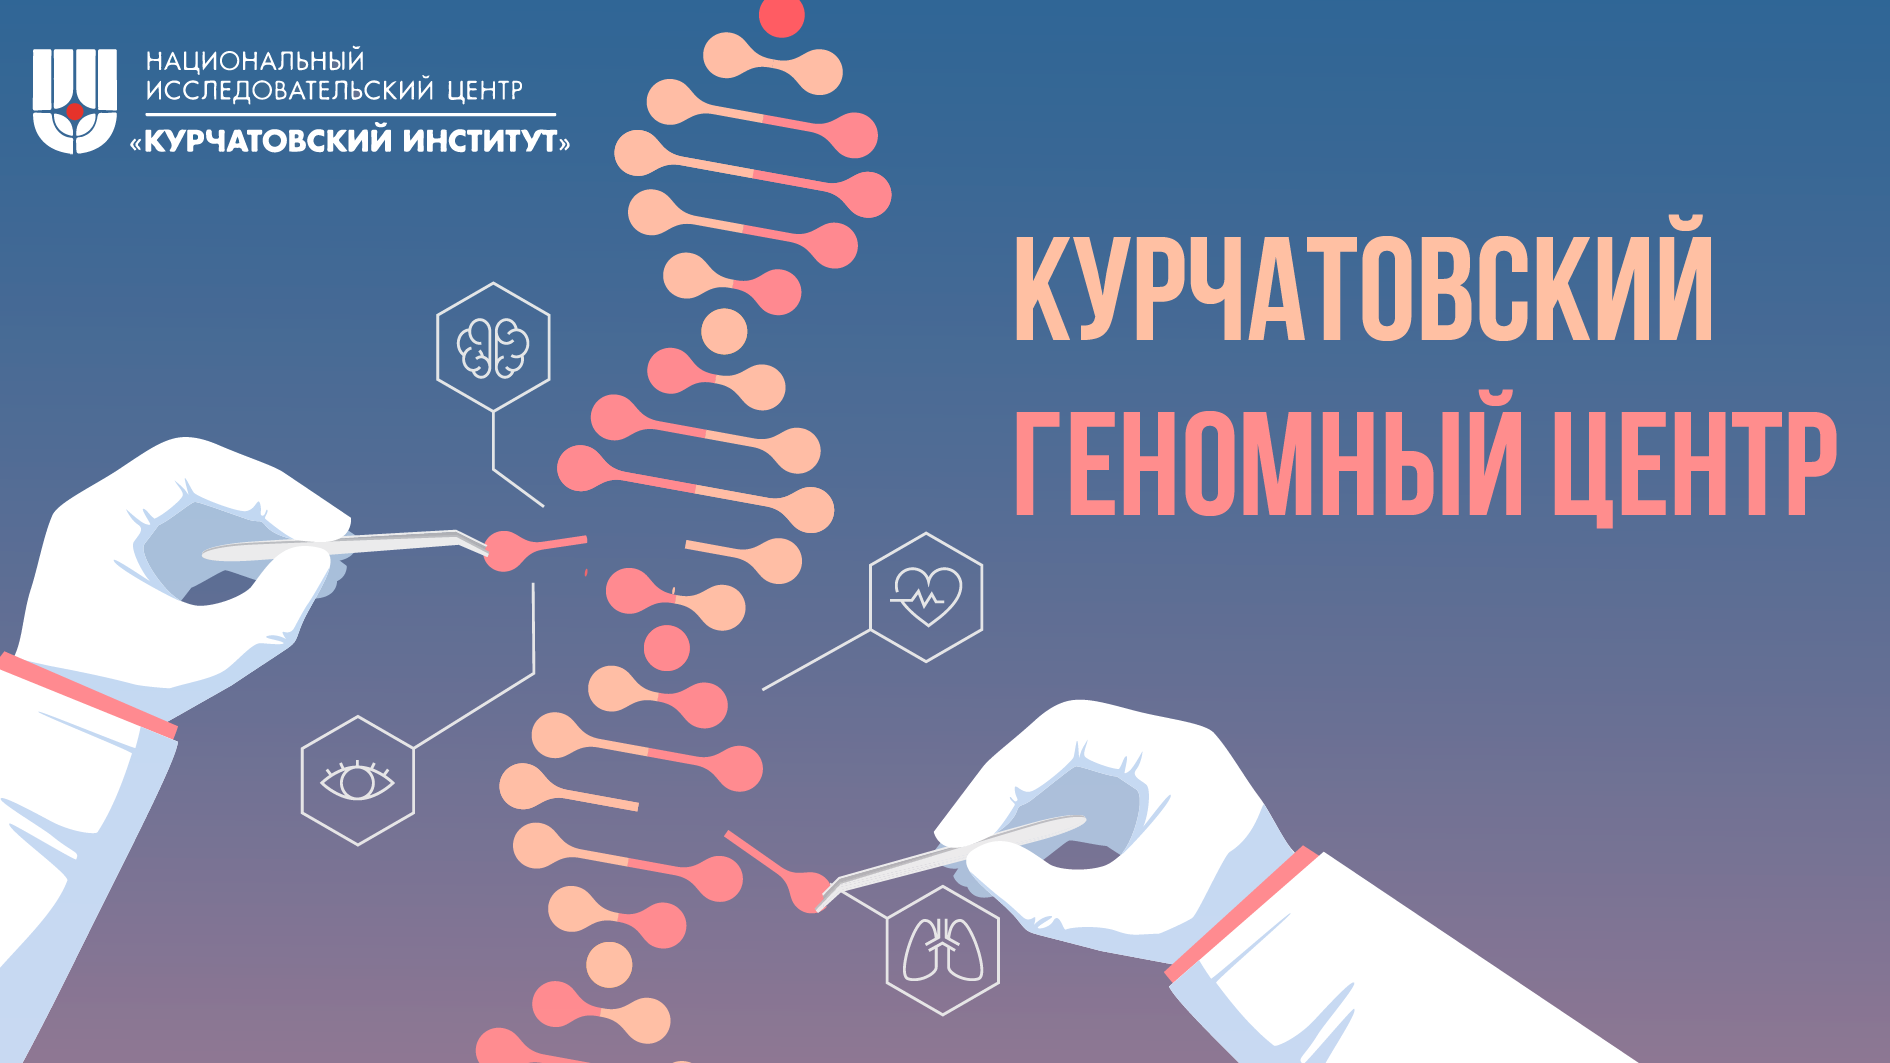 НАЦИОНАЛЬНЫЙ
ИССЛЕДОВАТЕЛЬСКИЙ ЦЕНТР
«КУРЧАТОВСКИЙ ИНСТИТУТ»
КУРЧАТОВСКИЙ
ГЕНОМНЫЙ ЦЕНТР